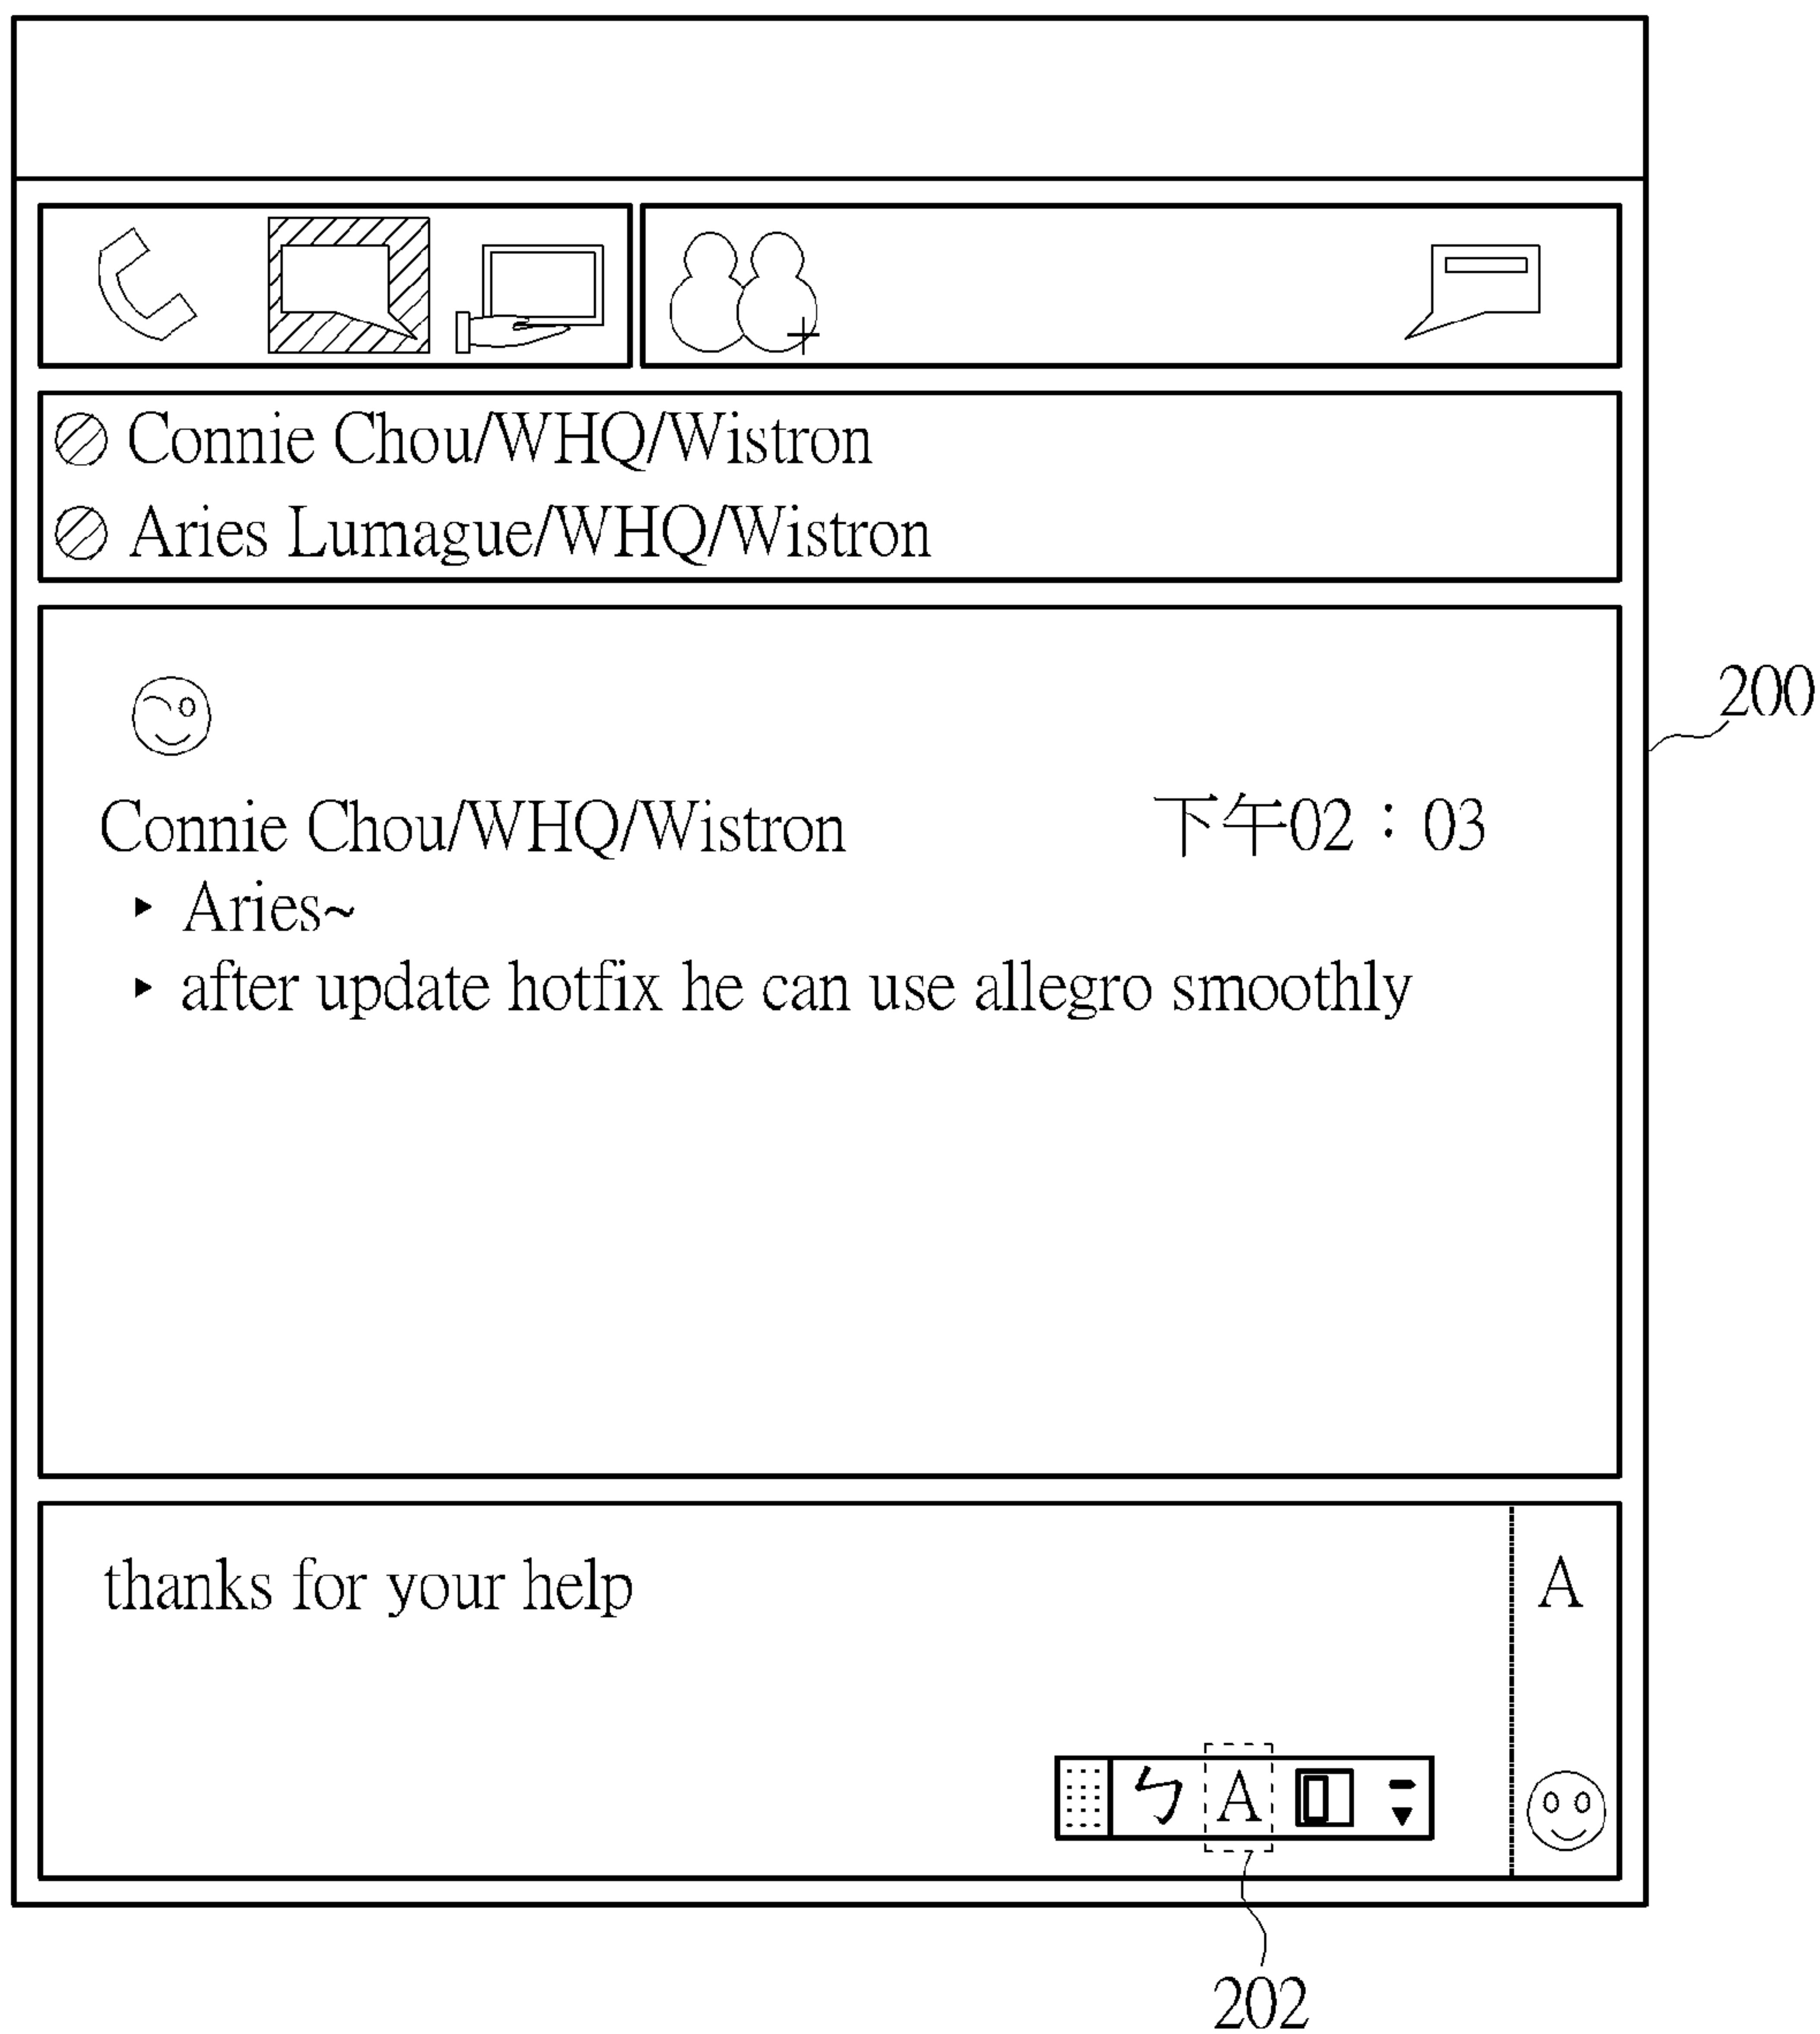 Connie Chou/WHQ/Wistron
Aries Lumague/WHQ/Wistron
200
Connie Chou/WHQ/Wistron 下午02:03
▸ Aries~
▸ after update hotfix he can use allegro smoothly
thanks for your help
A
ㄅ A
202